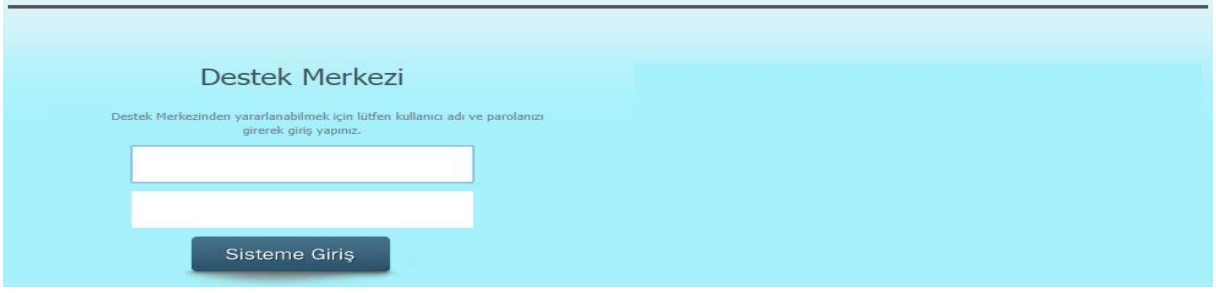 Destek Merkezi
Destek Merkezinden yararlanabilmek için lütfen kullanıcı adı ve parolanızı
girerek giriş yapınız.
Sisteme Giriş